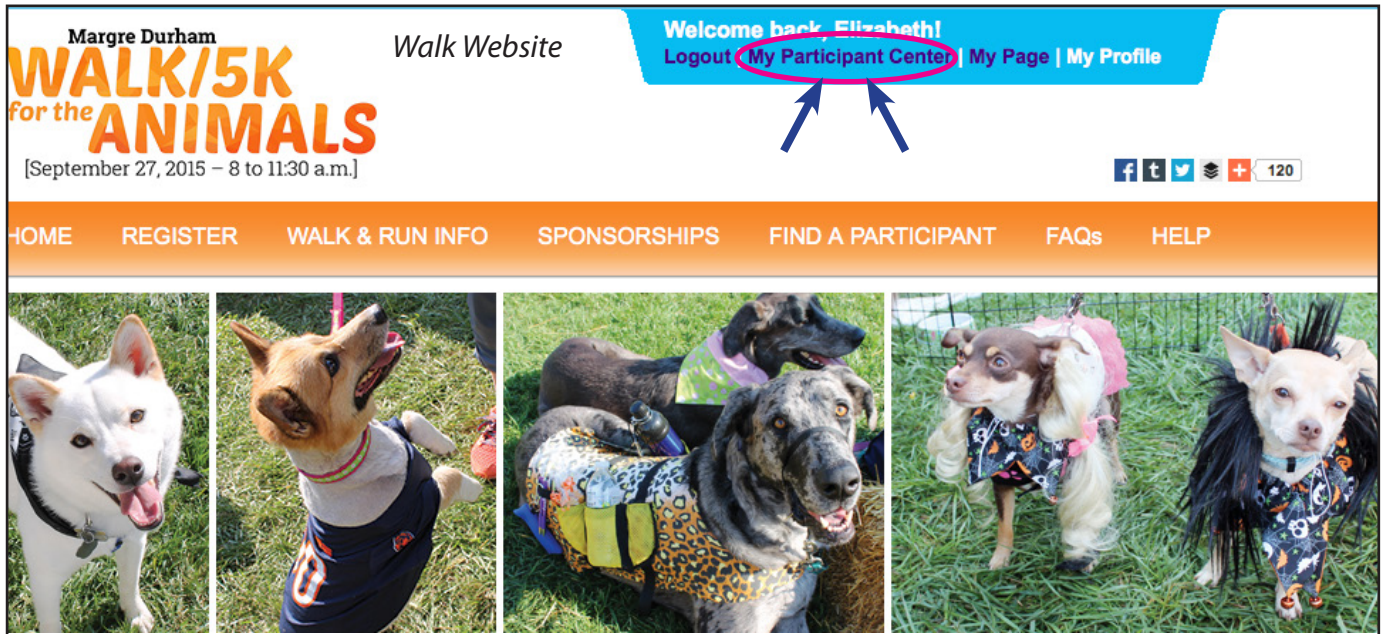 Margre Durham
WALK/5K
for the
ANIMALS
[September 27, 2015 – 8 to 11:30 a.m.]
Walk Website
Welcome back, Elizabeth!
Logout | My Participant Center | My Page | My Profile
f t + 120
HOME REGISTER WALK & RUN INFO SPONSORSHIPS FIND A PARTICIPANT FAQs HELP